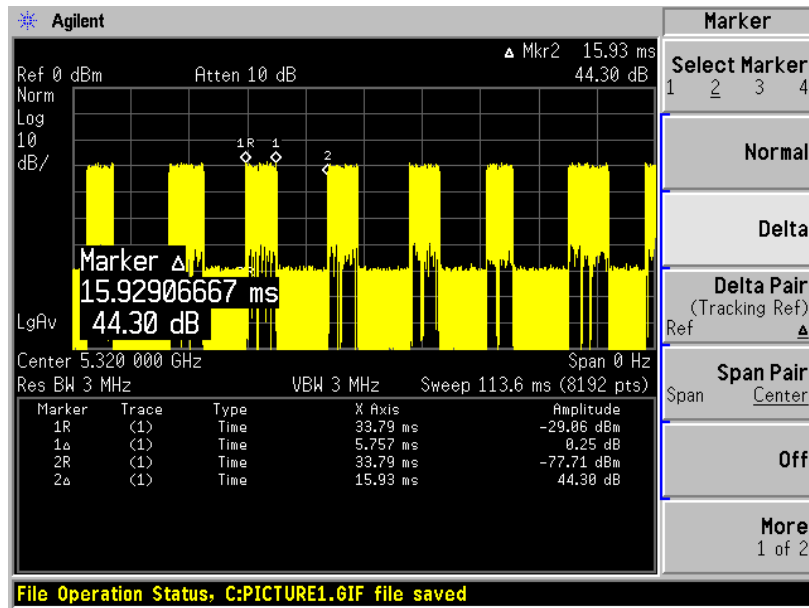 Agilent
Marker
Δ Mkr2 15.93 ms
Ref 0 dBm Atten 10 dB 44.30 dB
Norm
Log
10
dB/
1R 1
2
Marker Δ
15.92906667 ms
44.30 dB
LgAv
Center 5.320 000 GHz Span 0 Hz
Res BW 3 MHz VBW 3 MHz Sweep 113.6 ms (8192 pts)
Marker Trace Type X Axis Amplitude
1R (1) Time 33.79 ms -29.06 dBm
1Δ (1) Time 5.757 ms 0.25 dB
2R (1) Time 33.79 ms -77.71 dBm
2Δ (1) Time 15.93 ms 44.30 dB
Select Marker
1 2 3 4
Normal
Delta
Delta Pair
(Tracking Ref)
Ref Δ
Span Pair
Span Center
Off
More
1 of 2
File Operation Status, C:PICTURE1.GIF file saved